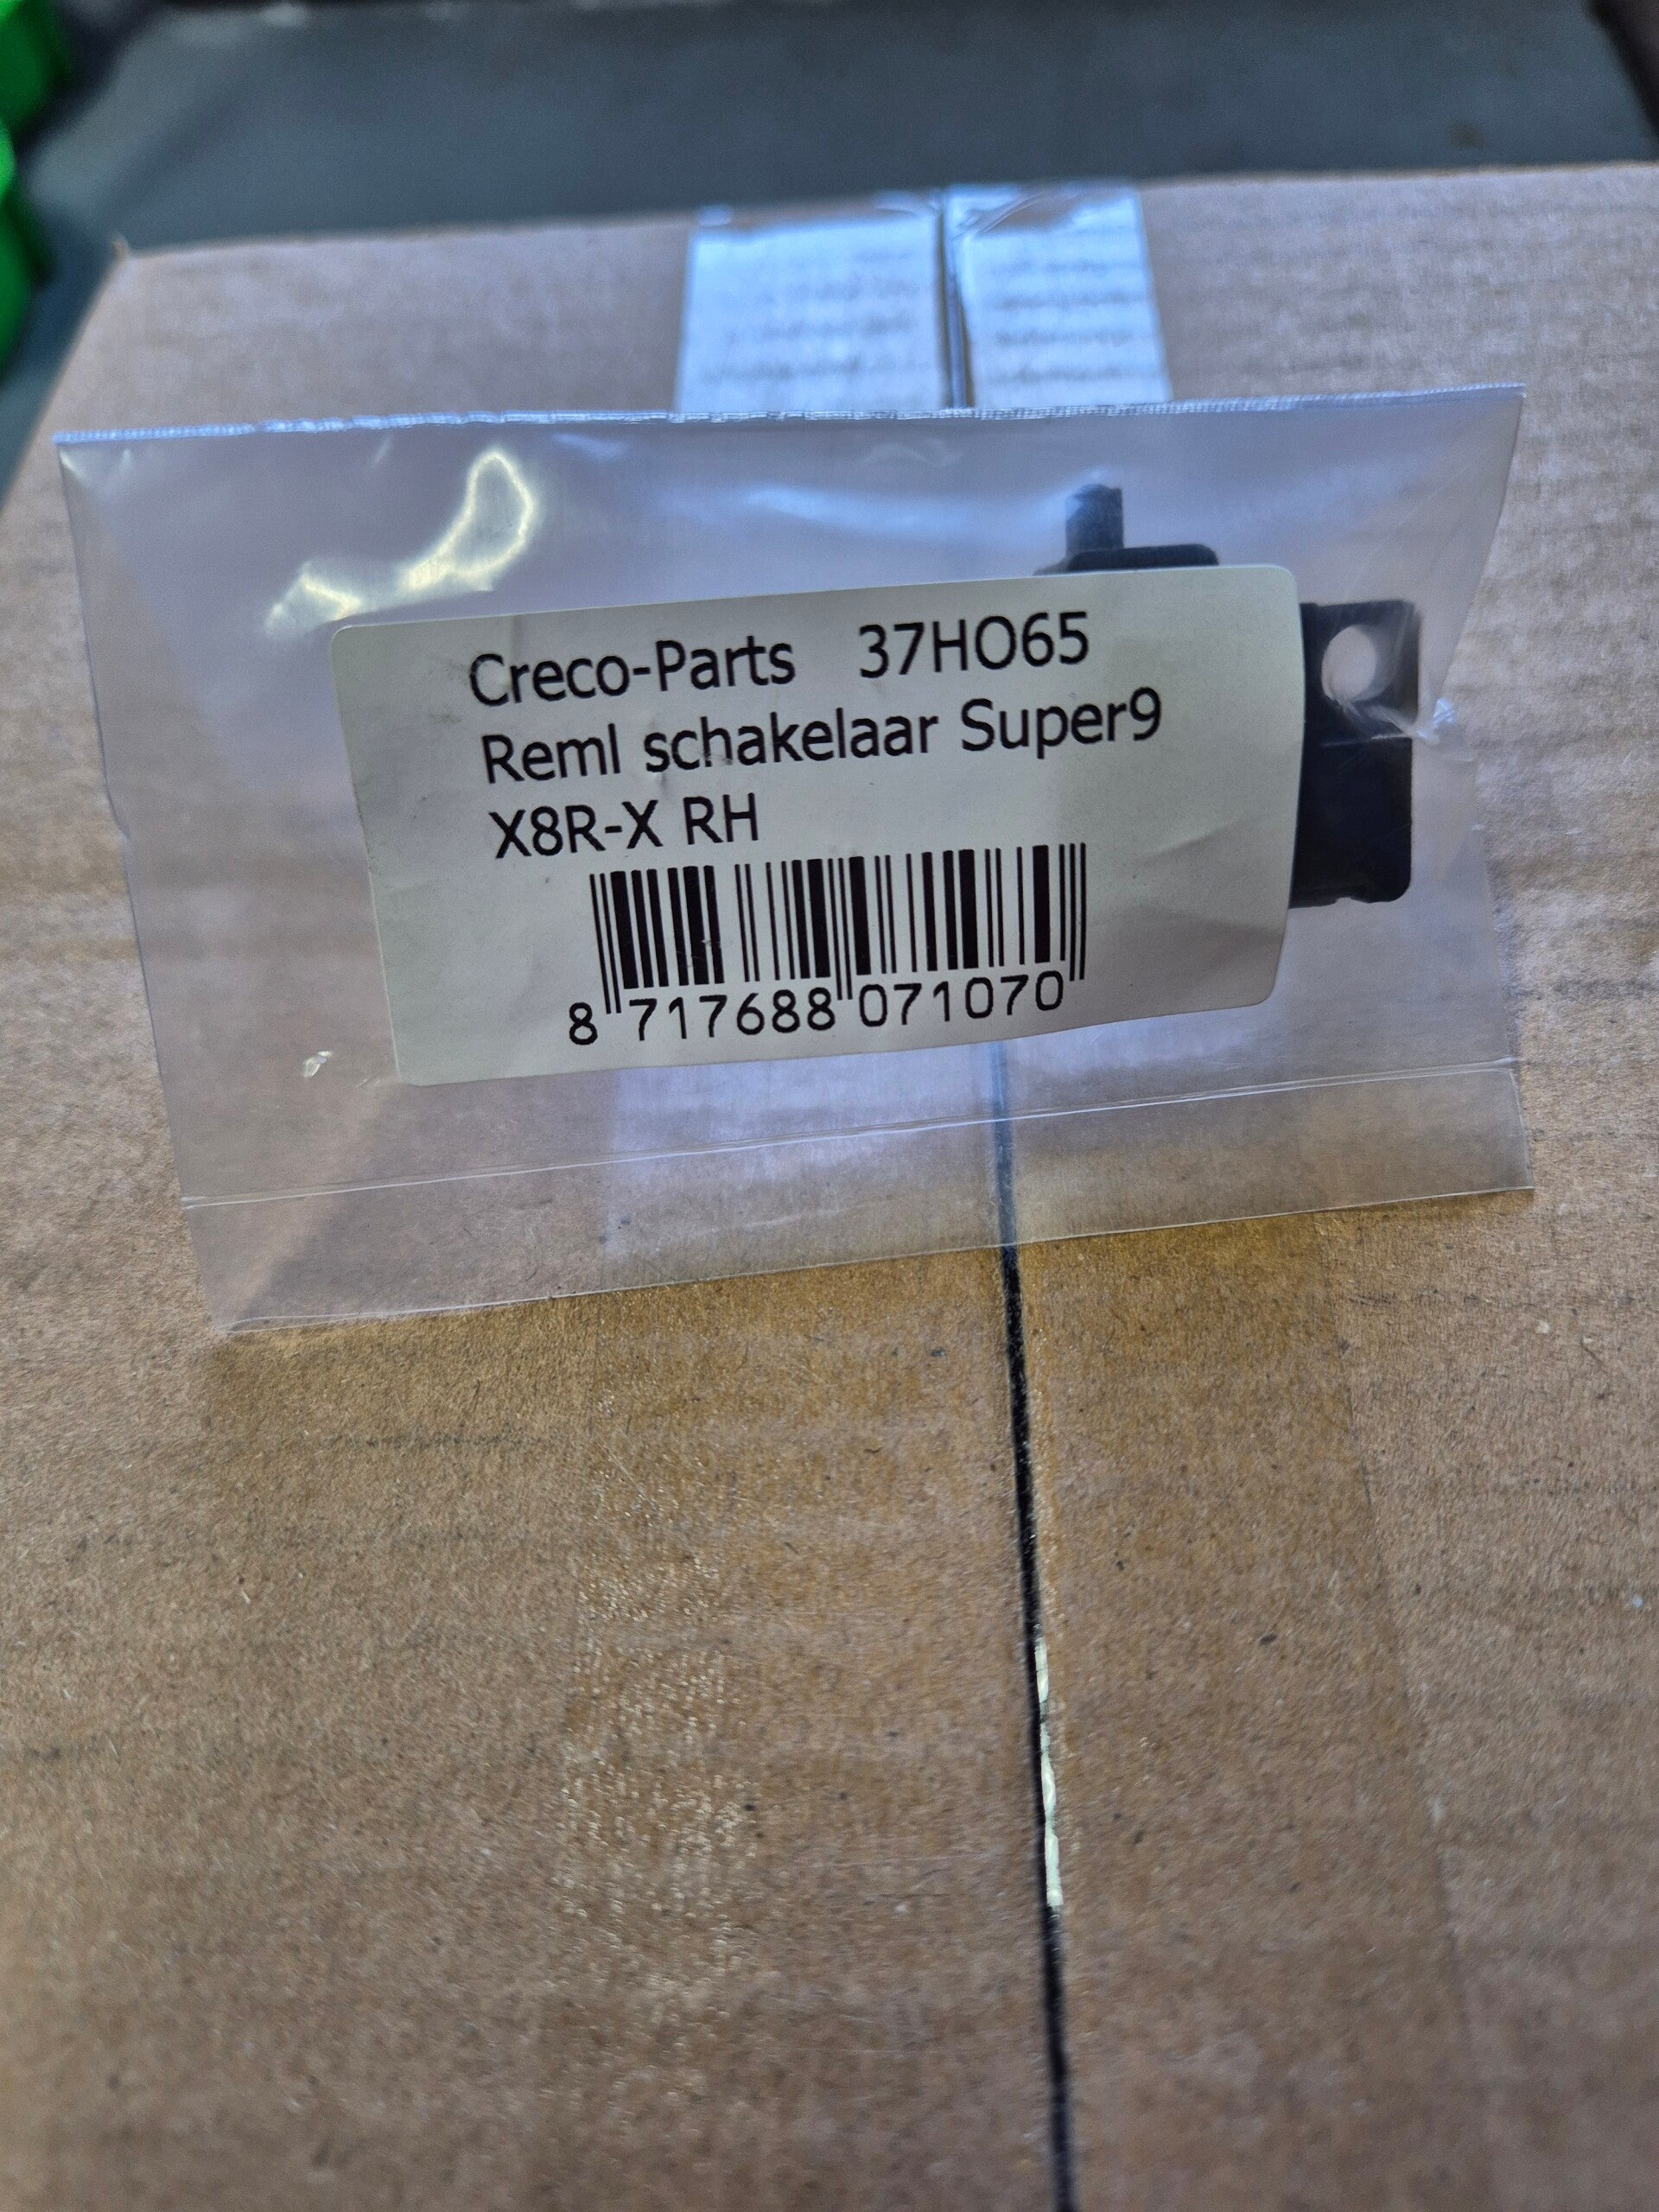 Creco-Parts 37HO65
Reml schakelaar Super9
X8R-X RH
8 717688 071070